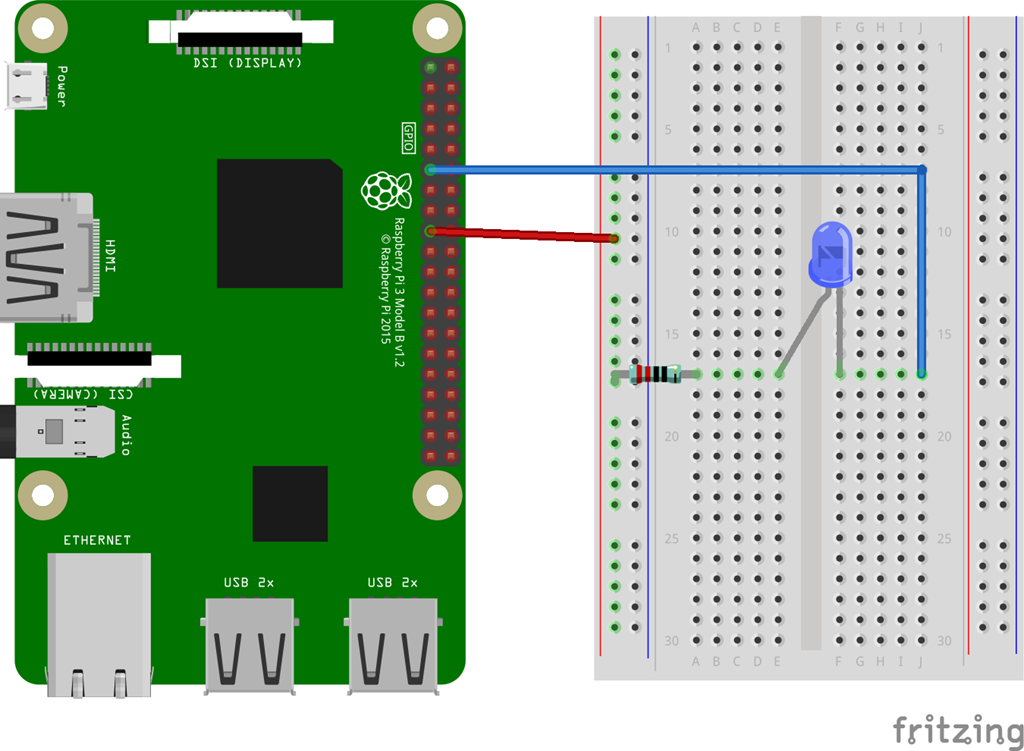 DSI (DISPLAY)
Power
GPIO
HDMI
Raspberry Pi 3 Model B v1.2
© Raspberry Pi 2015
CSI (CAMERA)
Audio
ETHERNET
USB 2x
USB 2x
A B C D E F G H I J
1 1
5 5
10 10
15 15
20 20
25 25
30 30
A B C D E F G H I J
fritzing